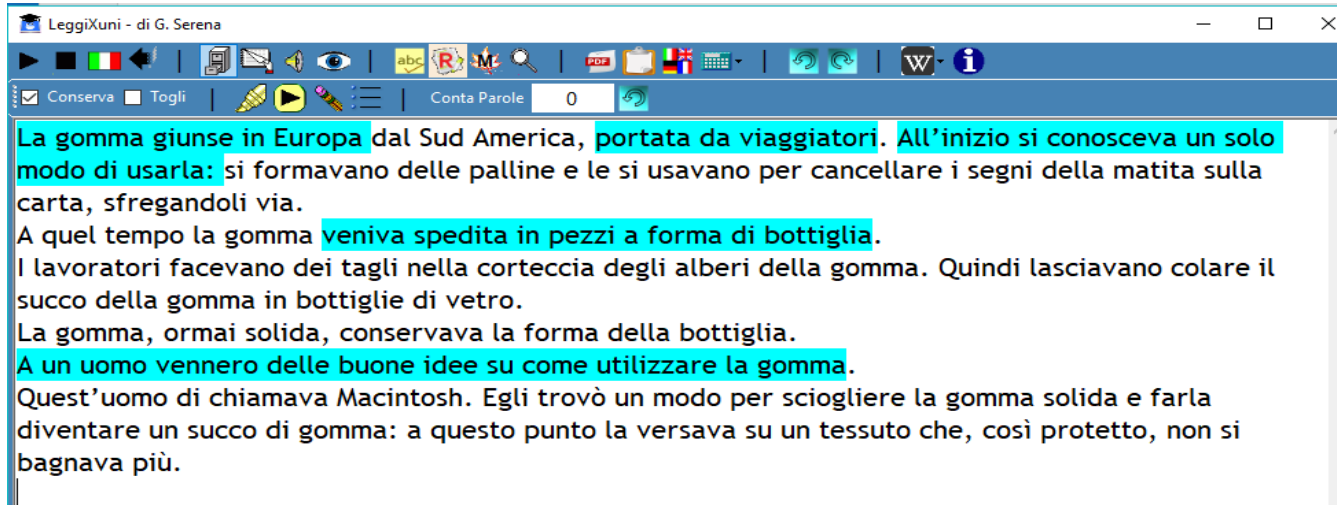 LeggiXuni - di G. Serena
abc R M PDF W i
Conserva Togli Conta Parole 0
La gomma giunse in Europa dal Sud America, portata da viaggiatori. All’inizio si conosceva un solo
modo di usarla: si formavano delle palline e le si usavano per cancellare i segni della matita sulla
carta, sfregandoli via.
A quel tempo la gomma veniva spedita in pezzi a forma di bottiglia.
I lavoratori facevano dei tagli nella corteccia degli alberi della gomma. Quindi lasciavano colare il
succo della gomma in bottiglie di vetro.
La gomma, ormai solida, conservava la forma della bottiglia.
A un uomo vennero delle buone idee su come utilizzare la gomma.
Quest’uomo di chiamava Macintosh. Egli trovò un modo per sciogliere la gomma solida e farla
diventare un succo di gomma: a questo punto la versava su un tessuto che, così protetto, non si
bagnava più.